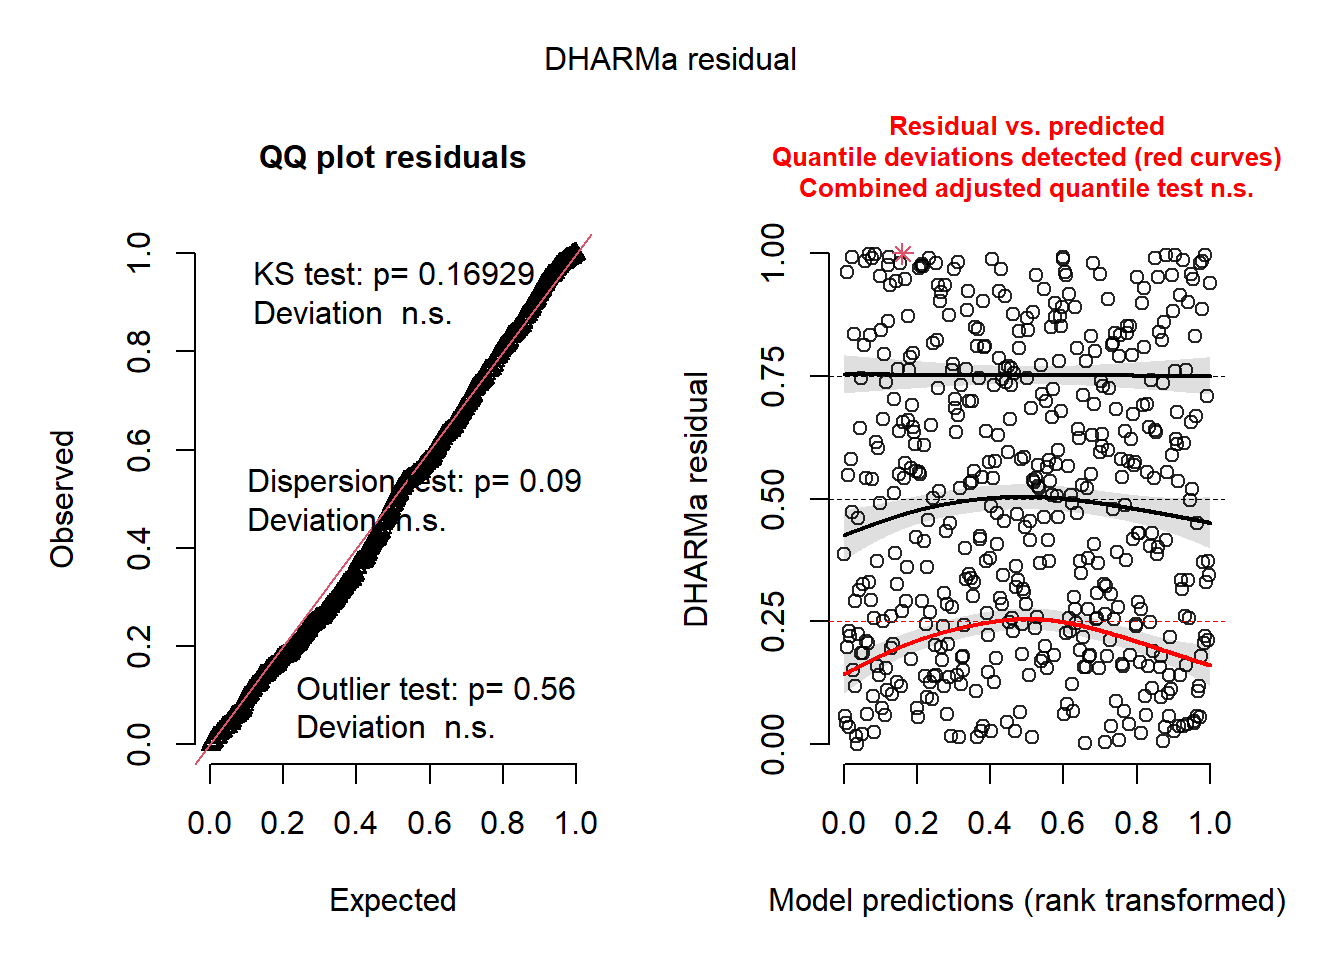 DHARMa residual
QQ plot residuals
KS test: p= 0.16929
Deviation  n.s.
Dispersion test: p= 0.09
Deviation  n.s.
Outlier test: p= 0.56
Deviation  n.s.
Observed
0.0
0.2
0.4
0.6
0.8
1.0
0.0 0.2 0.4 0.6 0.8 1.0
Expected
Residual vs. predicted
Quantile deviations detected (red curves)
Combined adjusted quantile test n.s.
DHARMa residual
0.00
0.25
0.50
0.75
1.00
0.0 0.2 0.4 0.6 0.8 1.0
Model predictions (rank transformed)